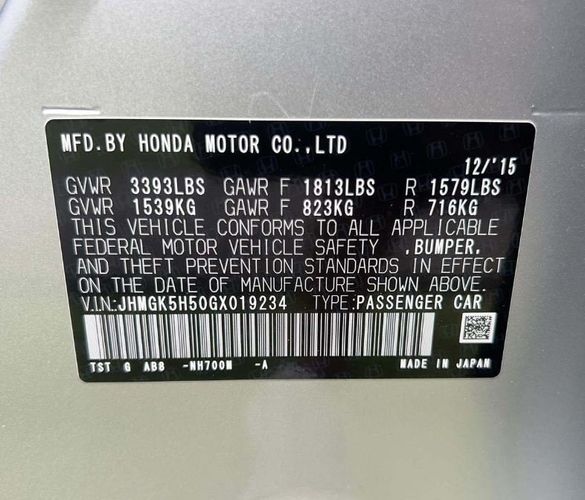 MFD.BY HONDA MOTOR CO.,LTD
12/'15
GVWR 3393LBS GAWR F 1813LBS R 1579LBS
GVWR 1539KG GAWR F 823KG R 716KG
THIS VEHICLE CONFORMS TO ALL APPLICABLE
FEDERAL MOTOR VEHICLE SAFETY ,BUMPER,
AND THEFT PREVENTION STANDARDS IN EFFECT
ON THE DATE OF MANUFACTURE SHOWN ABOVE.
V.I.N:JHMGK5H50GX019234 TYPE:PASSENGER CAR
TST G ABB -NH700M -A MADE IN JAPAN